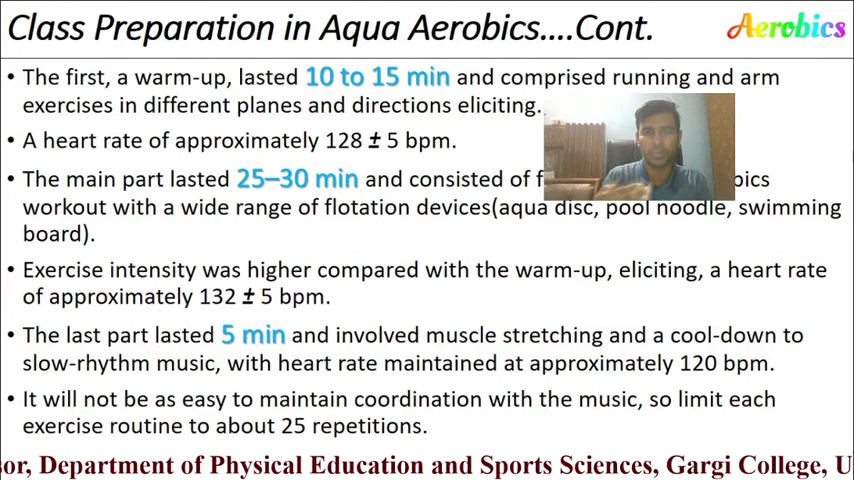 Class Preparation in Aqua Aerobics....Cont.
Aerobics
• The first, a warm-up, lasted 10 to 15 min and comprised running and arm
exercises in different planes and directions eliciting.
• A heart rate of approximately 128 ± 5 bpm.
• The main part lasted 25–30 min and consisted of
workout with a wide range of flotation devices(aqua disc, pool noodle, swimming
board).
• Exercise intensity was higher compared with the warm-up, eliciting, a heart rate
of approximately 132 ± 5 bpm.
• The last part lasted 5 min and involved muscle stretching and a cool-down to
slow-rhythm music, with heart rate maintained at approximately 120 bpm.
• It will not be as easy to maintain coordination with the music, so limit each
exercise routine to about 25 repetitions.
sor, Department of Physical Education and Sports Sciences, Gargi College, U